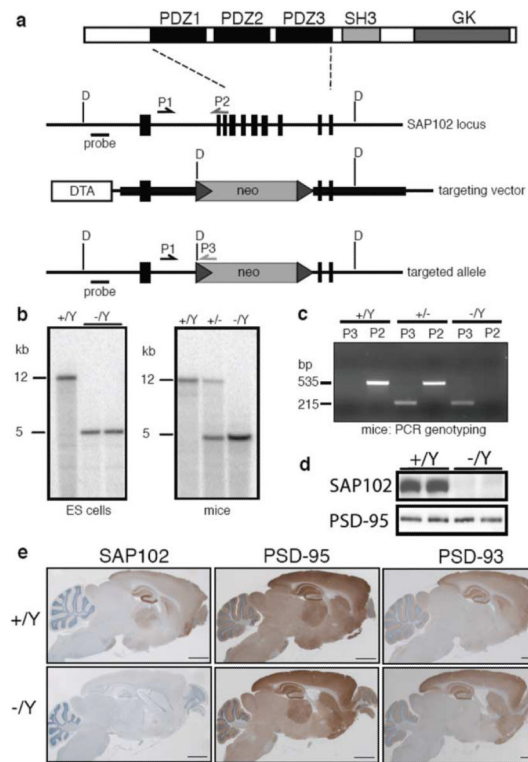 a
PDZ1 PDZ2 PDZ3 SH3 GK
D P1 P2 D
SAP102 locus
probe
D D
DTA neo targeting vector
D P1 D P3 D
neo targeted allele
probe
b
+/Y -/Y +/Y +/- -/Y
kb kb
12 12
5 5
ES cells mice
c
+/Y +/- -/Y
P3 P2 P3 P2 P3 P2
bp
535
215
mice: PCR genotyping
d
+/Y -/Y
SAP102
PSD-95
e
SAP102 PSD-95 PSD-93
+/Y
-/Y